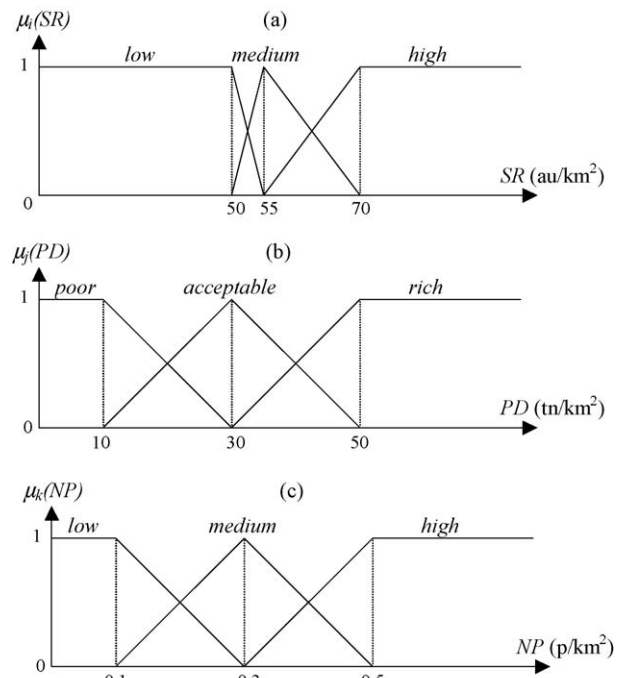 μi(SR) (a)
low medium high
1
SR (au/km²)
0 50 55 70
μj(PD) (b)
poor acceptable rich
1
PD (tn/km²)
0 10 30 50
μk(NP) (c)
low medium high
1
NP (p/km²)
0